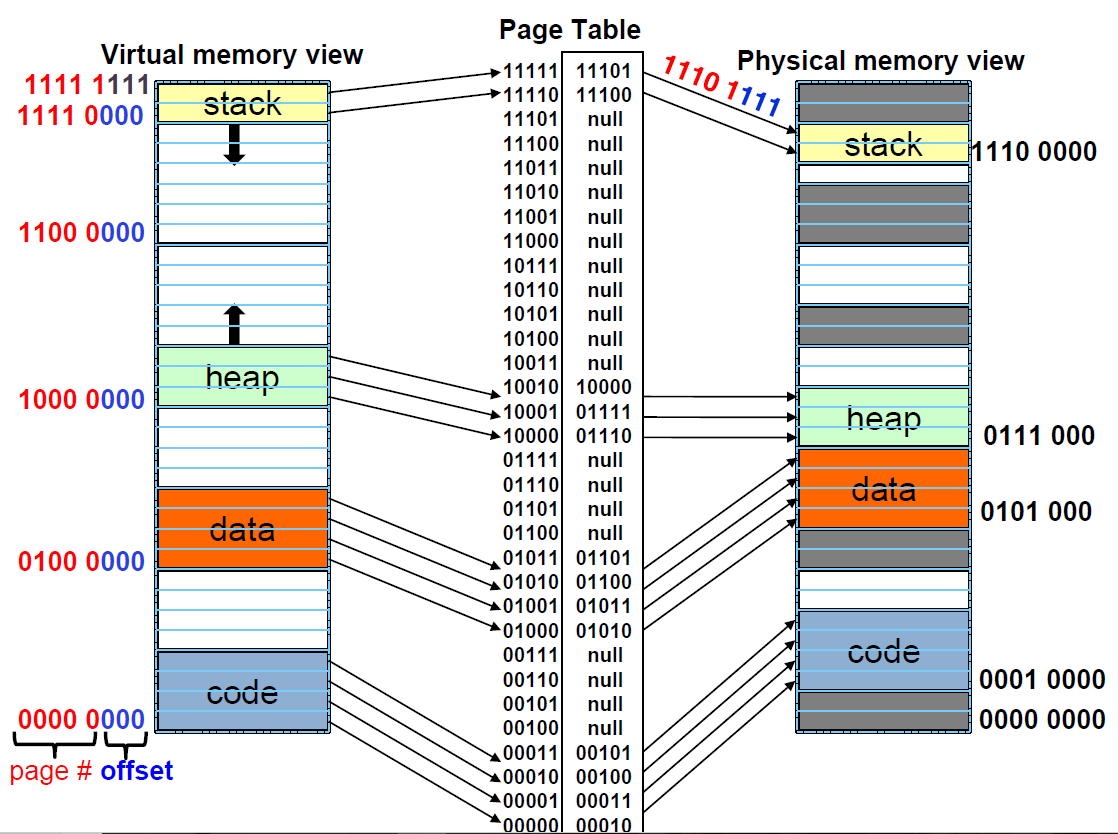 Page Table
Virtual memory view
Physical memory view
1111 1111
1111 0000
1100 0000
1000 0000
0100 0000
0000 0000
page # offset
stack
heap
data
code
11111 11101
11110 11100
11101 null
11100 null
11011 null
11010 null
11001 null
11000 null
10111 null
10110 null
10101 null
10100 null
10011 null
10010 10000
10001 01111
10000 01110
01111 null
01110 null
01101 null
01100 null
01011 01101
01010 01100
01001 01011
01000 01010
00111 null
00110 null
00101 null
00100 null
00011 00101
00010 00100
00001 00011
00000 00010
1110 1111
stack
1110 0000
heap
0111 000
data
0101 000
code
0001 0000
0000 0000